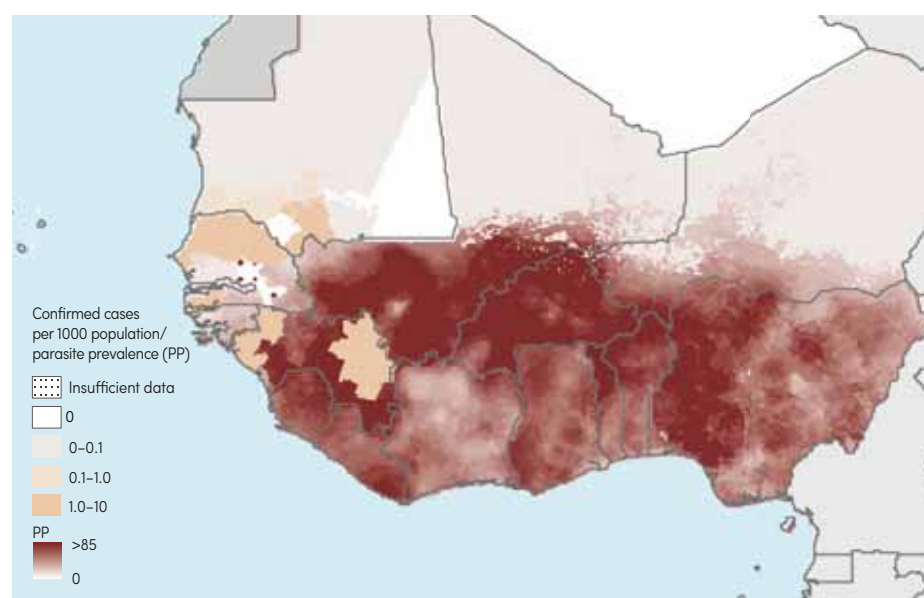 Confirmed cases
per 1000 population/
parasite prevalence (PP)
Insufficient data
0
0–0.1
0.1–1.0
1.0–10
PP
>85
0